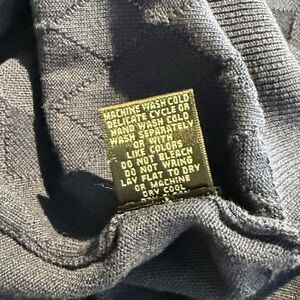 MACHINE WASH COLD
DELICATE CYCLE OR
HAND WASH COLD
WASH SEPARATELY
OR WITH
LIKE COLORS
DO NOT BLEACH
DO NOT WRING
LAY FLAT TO DRY
OR MACHINE
DRY COOL